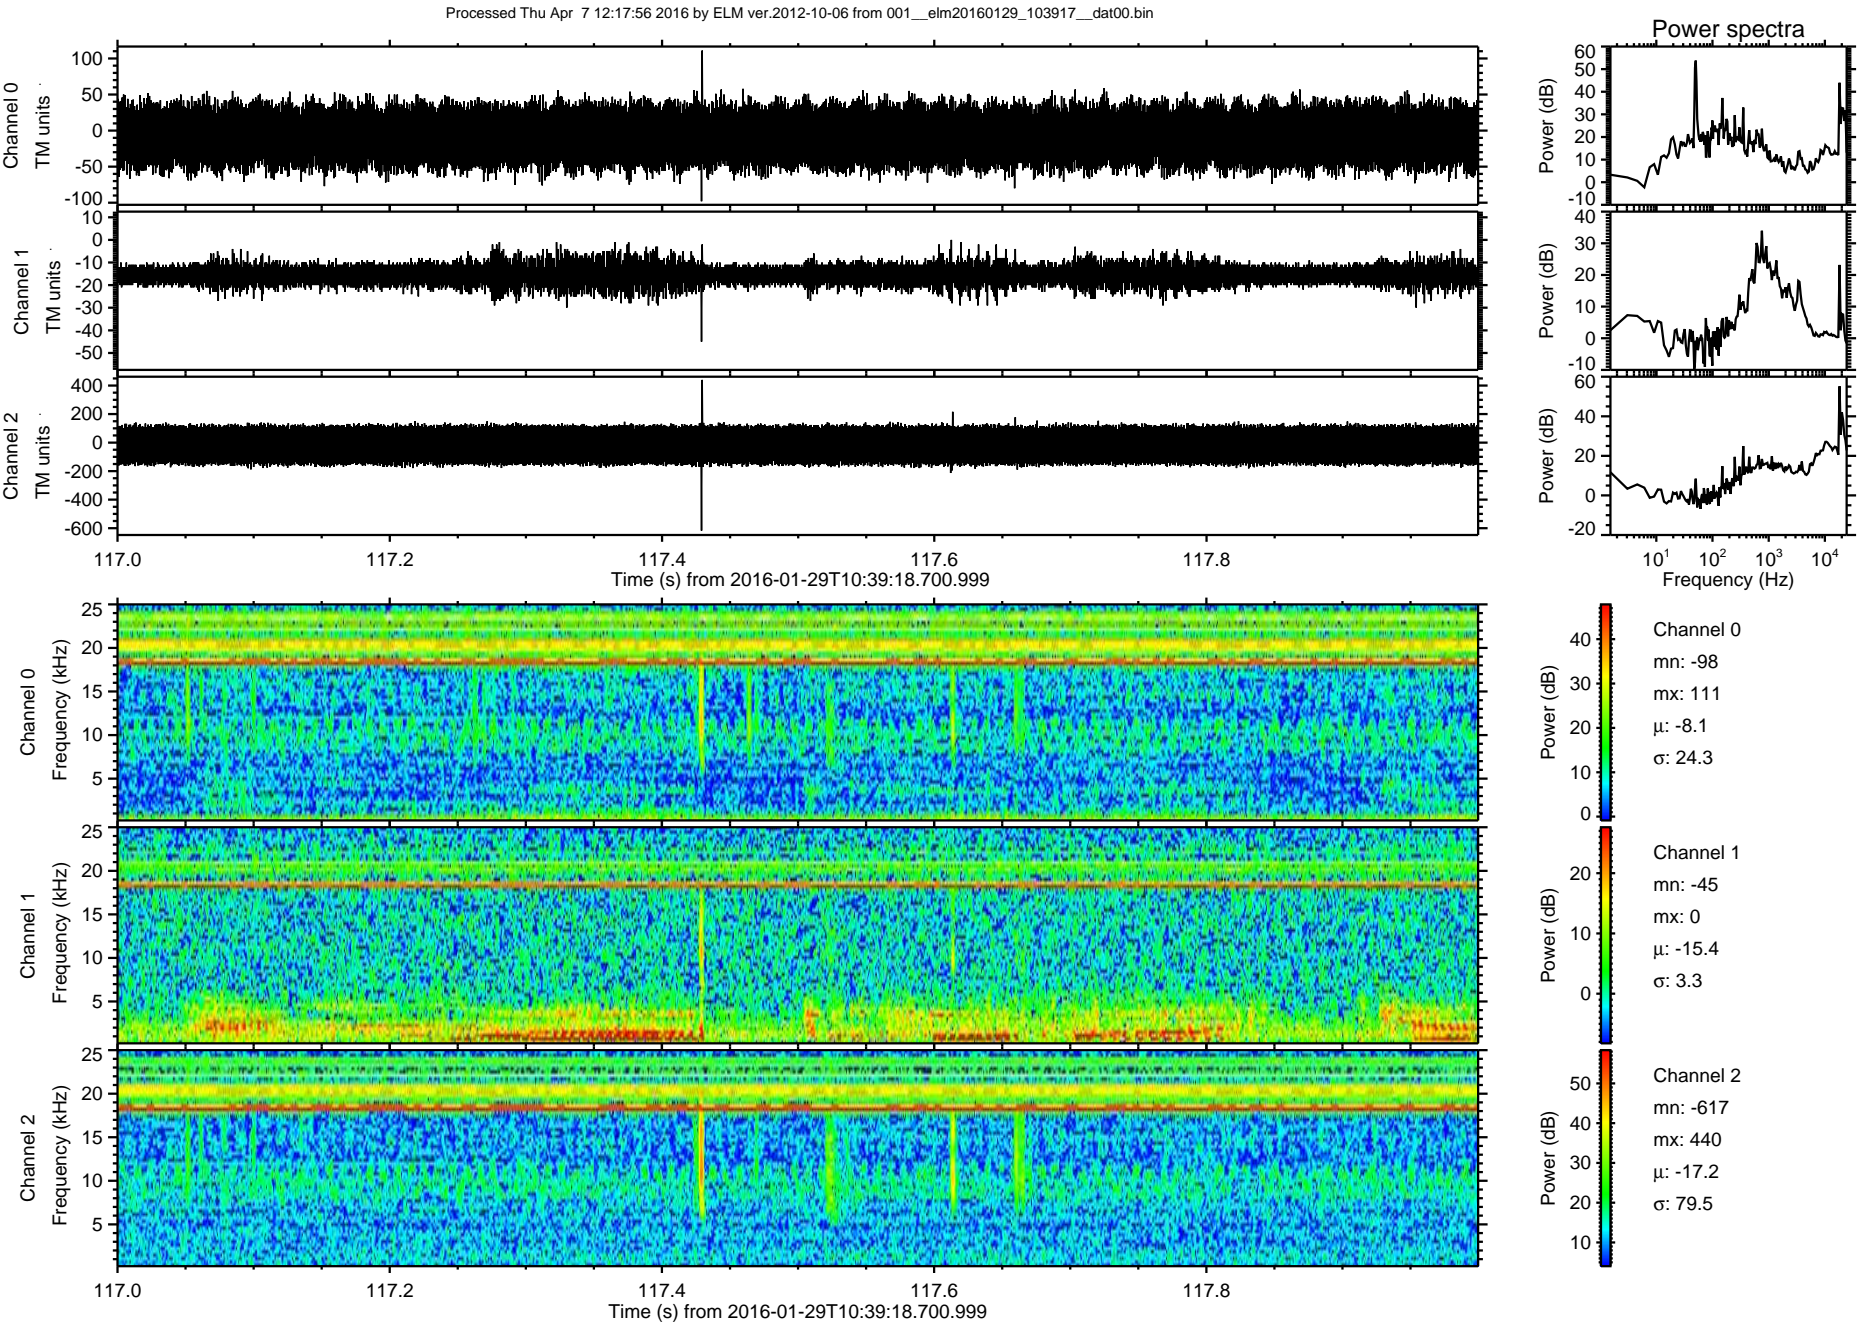 Processed Thu Apr  7 12:17:56 2016 by ELM ver.2012-10-06 from 001__elm20160129_103917__dat00.bin
Power spectra
Channel 0
TM units
100
50
0
-50
-100
Power (dB)
60
50
40
30
20
10
0
-10
Channel 1
TM units
10
0
-10
-20
-30
-40
-50
Power (dB)
40
30
20
10
0
-10
Channel 2
TM units
400
200
0
-200
-400
-600
Power (dB)
60
40
20
0
-20
117.0 117.2 117.4 117.6 117.8
Time (s) from 2016-01-29T10:39:18.700.999
10¹ 10² 10³ 10⁴
Frequency (Hz)
Channel 0
Frequency (kHz)
25
20
15
10
5
Power (dB)
40
30
20
10
0
Channel 0
mn: -98
mx: 111
µ: -8.1
σ: 24.3
Channel 1
Frequency (kHz)
25
20
15
10
5
Power (dB)
20
10
0
Channel 1
mn: -45
mx: 0
µ: -15.4
σ: 3.3
Channel 2
Frequency (kHz)
25
20
15
10
5
Power (dB)
50
40
30
20
10
Channel 2
mn: -617
mx: 440
µ: -17.2
σ: 79.5
117.0 117.2 117.4 117.6 117.8
Time (s) from 2016-01-29T10:39:18.700.999